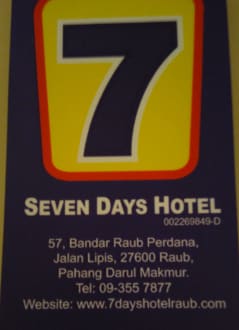 7
SEVEN DAYS HOTEL
002269849-D
57, Bandar Raub Perdana,
Jalan Lipis, 27600 Raub,
Pahang Darul Makmur.
Tel: 09-355 7877
Website: www.7dayshotelraub.com